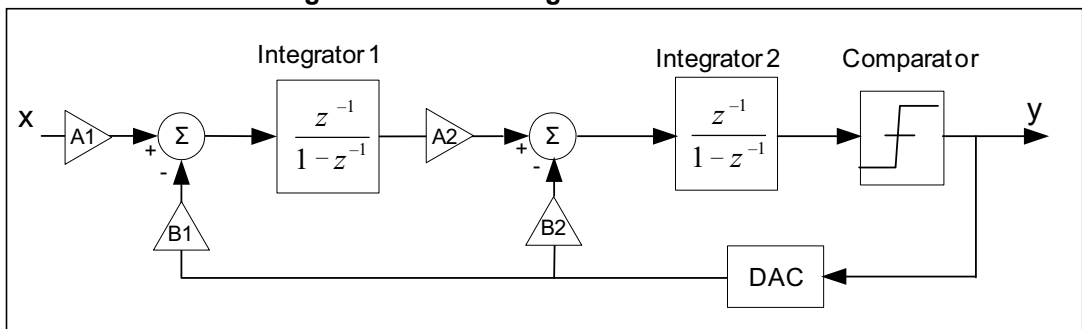 Integrator 1
Integrator 2
Comparator
x
A1
Σ
+
-
z⁻¹
1 - z⁻¹
A2
Σ
+
-
z⁻¹
1 - z⁻¹
y
B1
B2
DAC